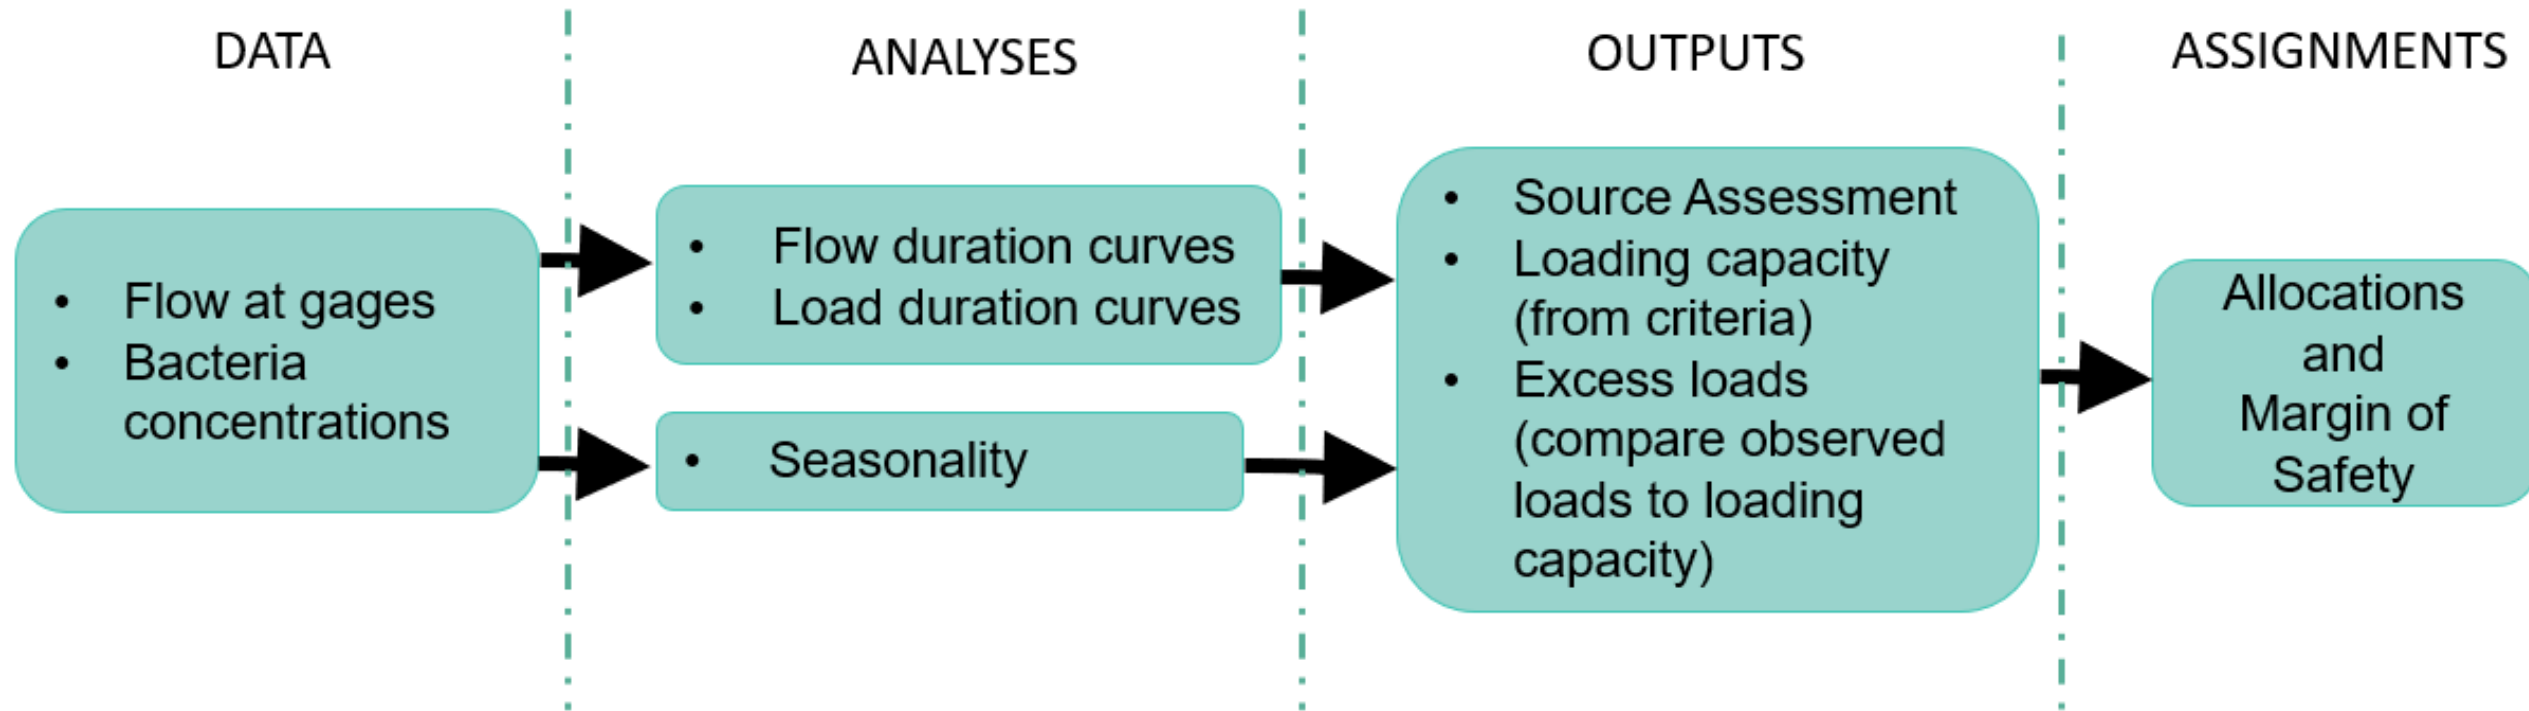 DATA
ANALYSES
OUTPUTS
ASSIGNMENTS
• Flow at gages
• Bacteria
concentrations
• Flow duration curves
• Load duration curves
• Seasonality
• Source Assessment
• Loading capacity
(from criteria)
• Excess loads
(compare observed
loads to loading
capacity)
Allocations
and
Margin of
Safety